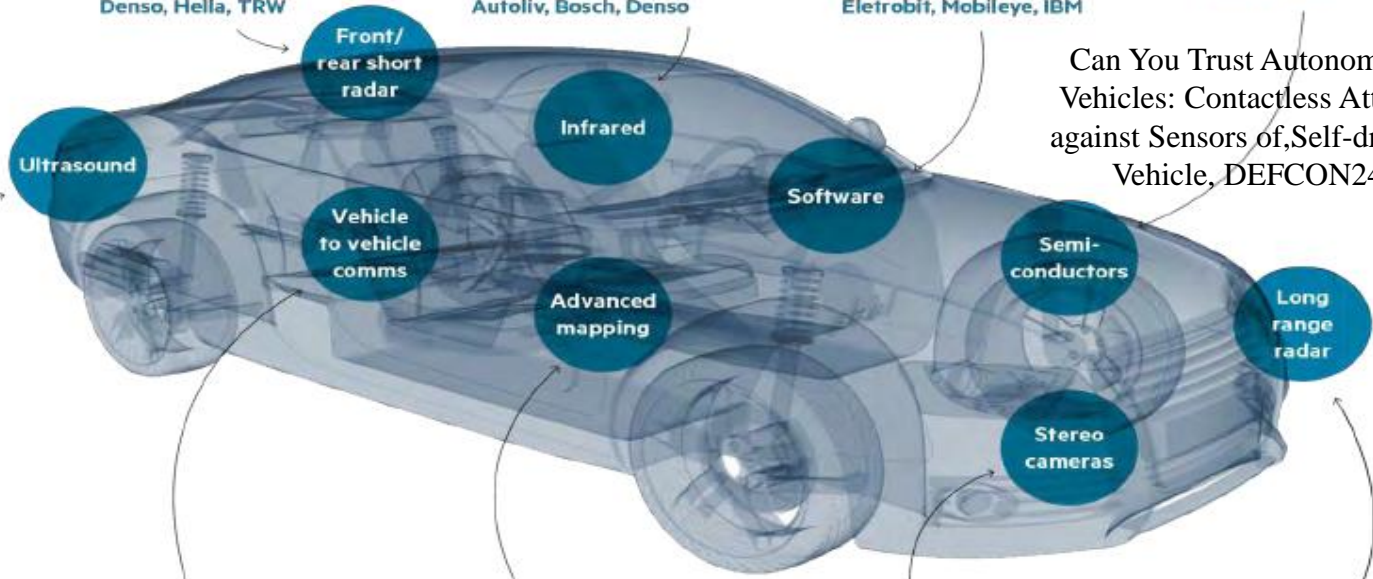 Denso, Hella, TRW
Autoliv, Bosch, Denso
Eletrobit, Mobileye, IBM
Can You Trust Autonom
Vehicles: Contactless Att
against Sensors of,Self-dr
Vehicle, DEFCON24
Front/
rear short
radar
Infrared
Ultrasound
Software
Vehicle
to vehicle
comms
Semi-
conductors
Advanced
mapping
Long
range
radar
Stereo
cameras